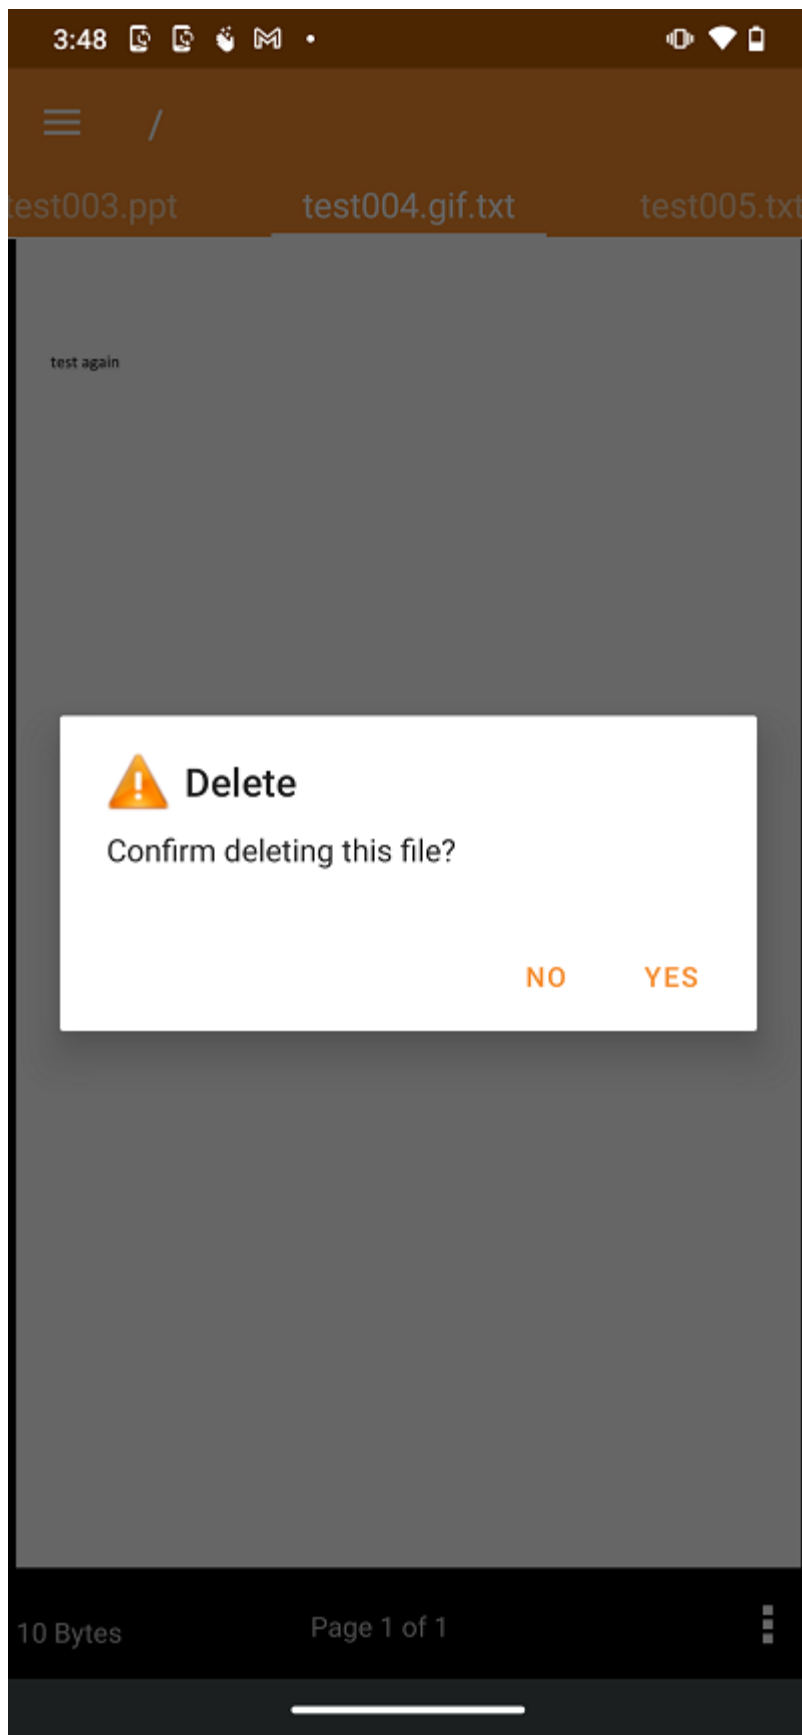 3:48
/
test003.ppt
test004.gif.txt
test005.txt
test again
Delete
Confirm deleting this file?
NO
YES
10 Bytes
Page 1 of 1